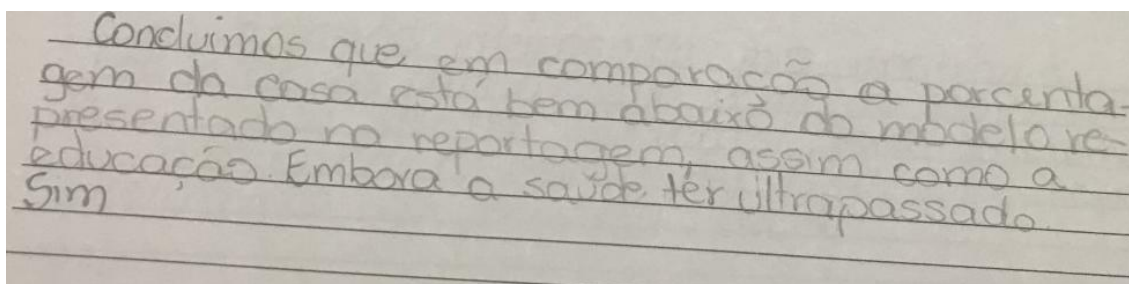 Concluimos que em comparação a porcenta-
gem da casa está bem abaixo do modelo re-
presentado no reportagem, assim como a
educação. Embora a saúde ter ultrapassado.
Sim